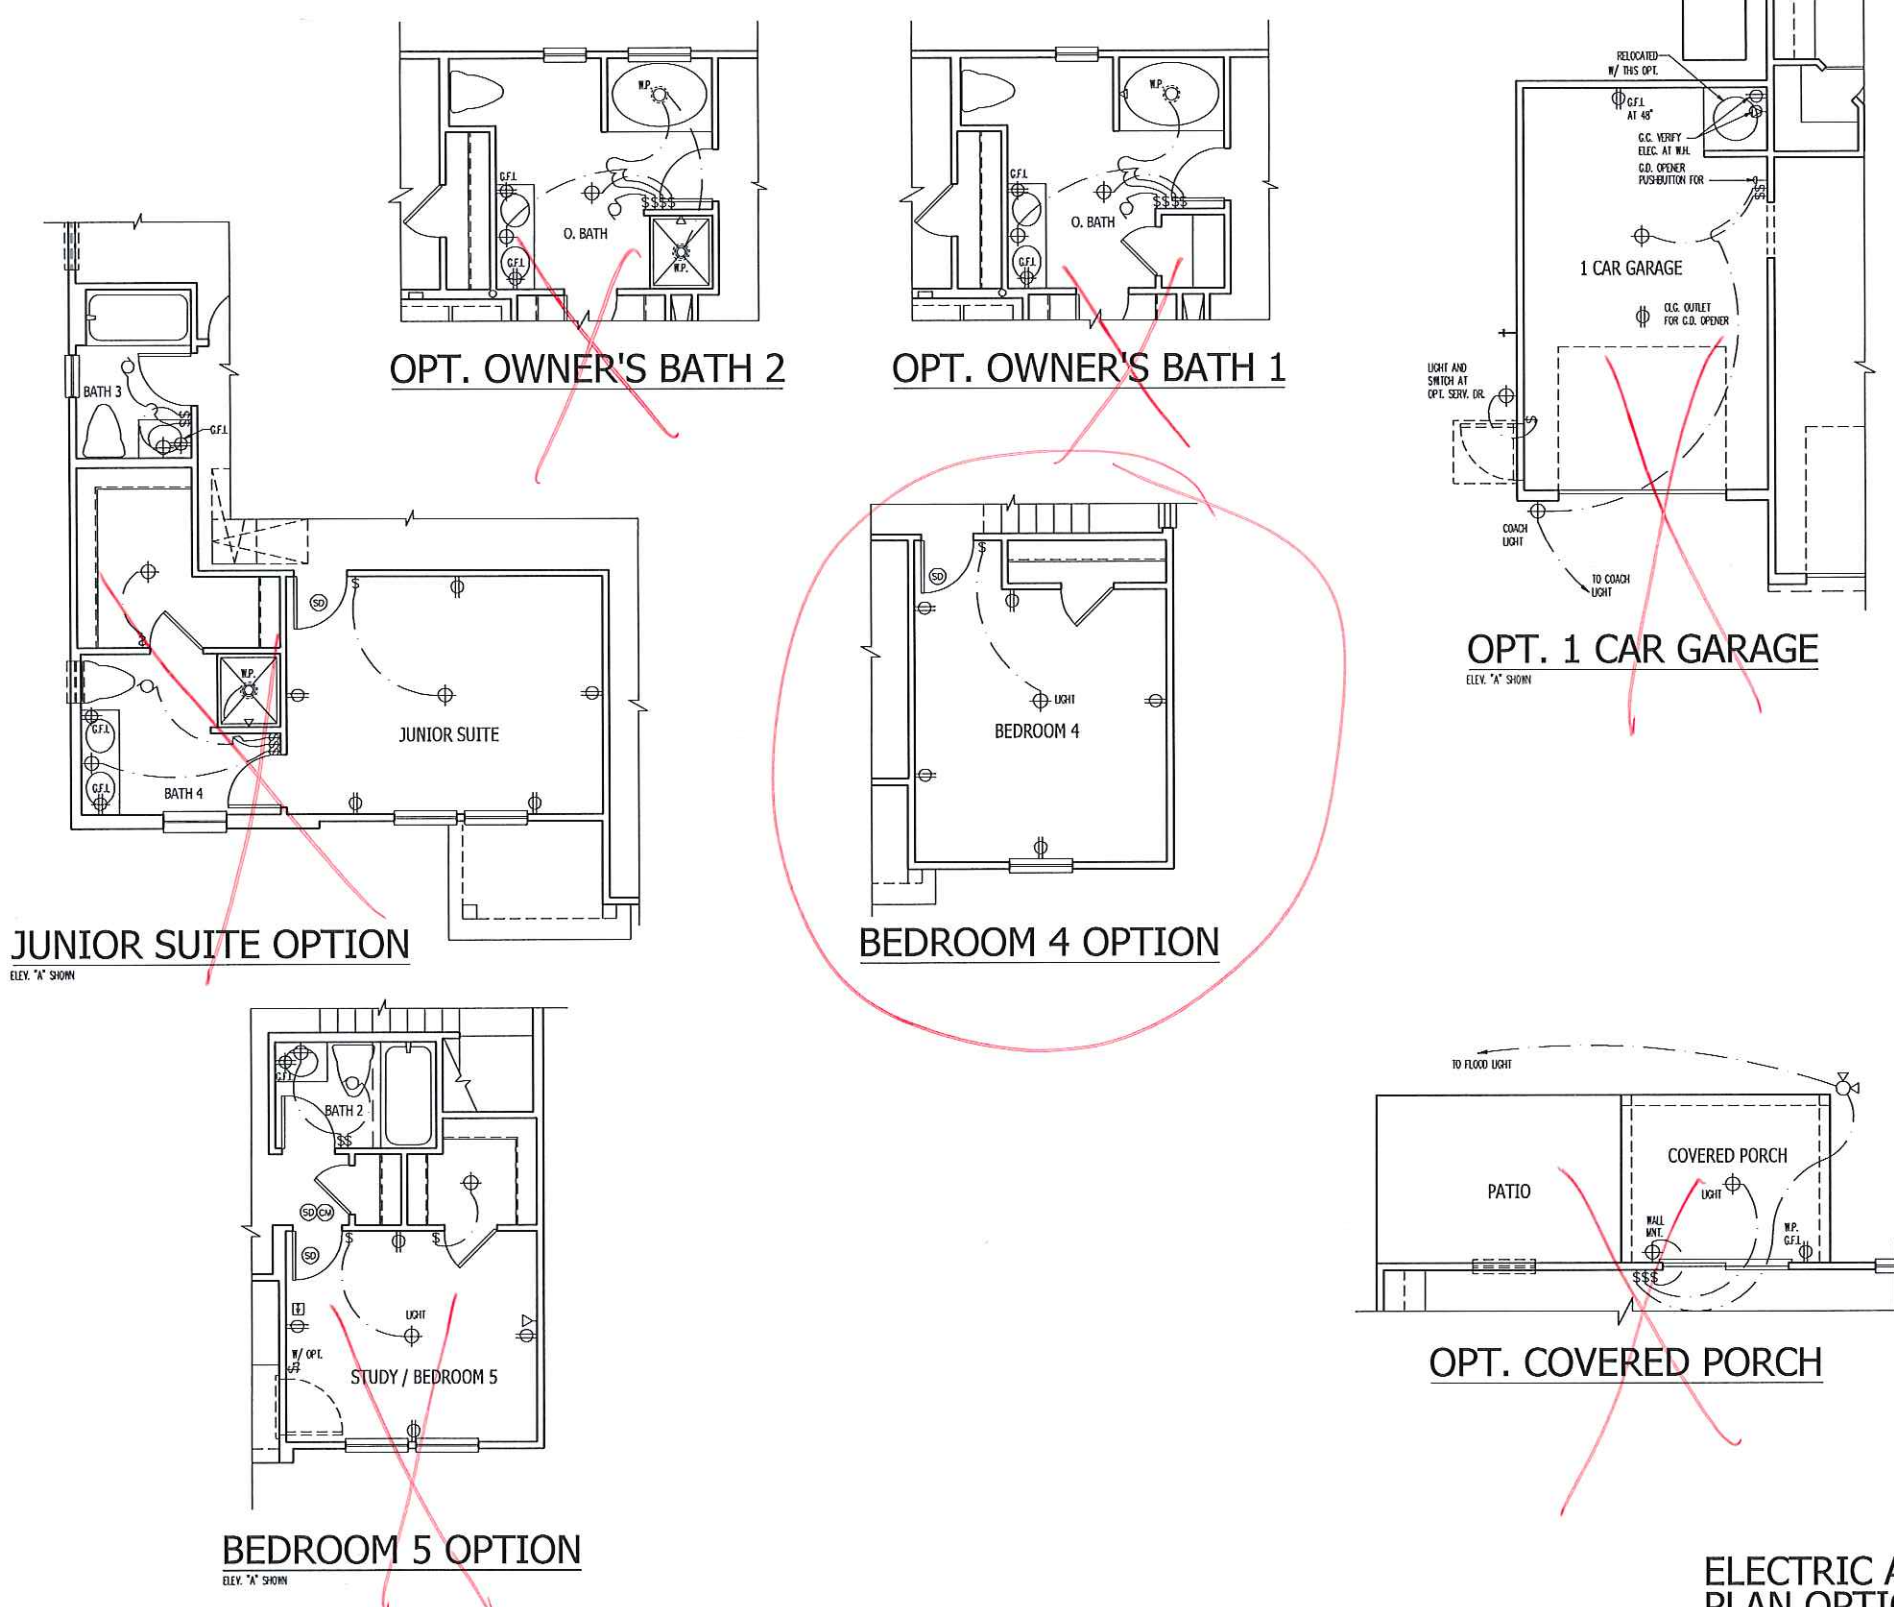 W.P.
G.F.I.
O. BATH
G.F.I.
W.P.
OPT. OWNER'S BATH 2
W.P.
G.F.I.
O. BATH
G.F.I.
OPT. OWNER'S BATH 1
RELOCATED
W/ THIS OPT.
G.F.I.
AT 48"
G.C. VERIFY
ELEC. AT W.H.
G.D. OPENER
PUSHBUTTON FOR
$$
1 CAR GARAGE
CLG. OUTLET
FOR G.D. OPENER
LIGHT AND
SWITCH AT
OPT. SERV. DR.
$
COACH
LIGHT
TO COACH
LIGHT
OPT. 1 CAR GARAGE
ELEV. "A" SHOWN
BATH 3
$$
G.F.I.
$
SD
$
W.P.
G.F.I.
G.F.I.
BATH 4
JUNIOR SUITE
JUNIOR SUITE OPTION
ELEV. "A" SHOWN
$
SD
LIGHT
BEDROOM 4
BEDROOM 4 OPTION
G.F.I.
BATH 2
$$
SD CM
SD
$
$
LIGHT
W/ OPT.
$
STUDY / BEDROOM 5
BEDROOM 5 OPTION
ELEV. "A" SHOWN
TO FLOOD LIGHT
COVERED PORCH
PATIO
LIGHT
WALL
MNT.
W.P.
G.F.I.
$$$
OPT. COVERED PORCH
ELECTRIC A
PLAN OPTIO